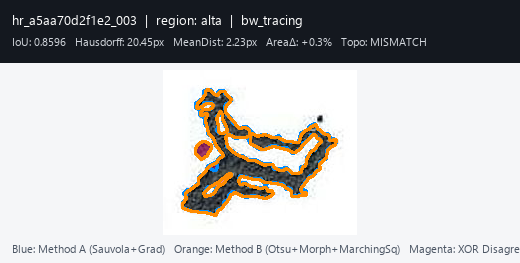 hr_a5aa70d2f1e2_003 | region: alta | bw_tracing
IoU: 0.8596 Hausdorff: 20.45px MeanDist: 2.23px AreaΔ: +0.3% Topo: MISMATCH
Blue: Method A (Sauvola+Grad) Orange: Method B (Otsu+Morph+MarchingSq) Magenta: XOR Disagre